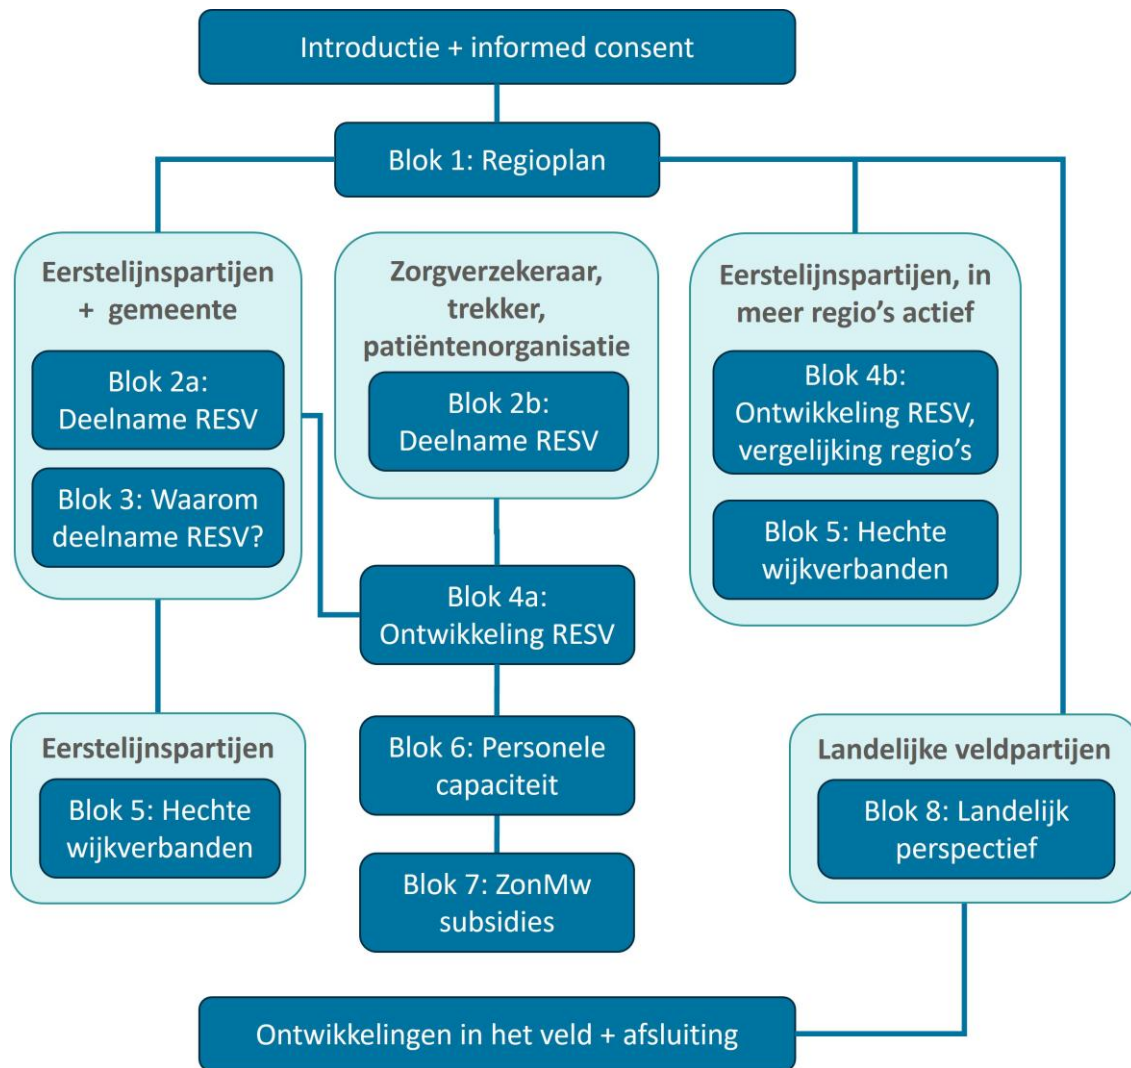 Introductie + informed consent
Blok 1: Regioplan
Eerstelijnspartijen
+ gemeente
Blok 2a:
Deelname RESV
Blok 3: Waarom
deelname RESV?
Zorgverzekeraar,
trekker,
patiëntenorganisatie
Blok 2b:
Deelname RESV
Eerstelijnspartijen, in
meer regio’s actief
Blok 4b:
Ontwikkeling RESV,
vergelijking regio’s
Blok 5: Hechte
wijkverbanden
Blok 4a:
Ontwikkeling RESV
Eerstelijnspartijen
Blok 5: Hechte
wijkverbanden
Blok 6: Personele
capaciteit
Blok 7: ZonMw
subsidies
Landelijke veldpartijen
Blok 8: Landelijk
perspectief
Ontwikkelingen in het veld + afsluiting